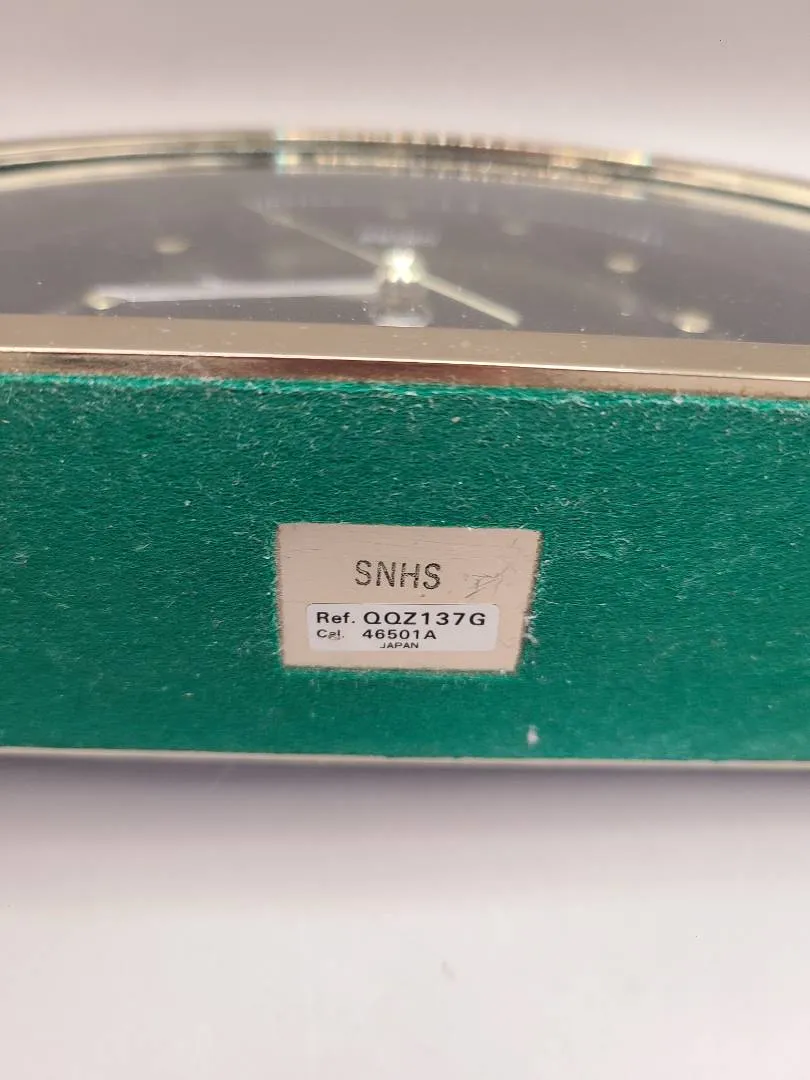 SNHS
Ref. QQZ137G
Cal. 46501A
JAPAN